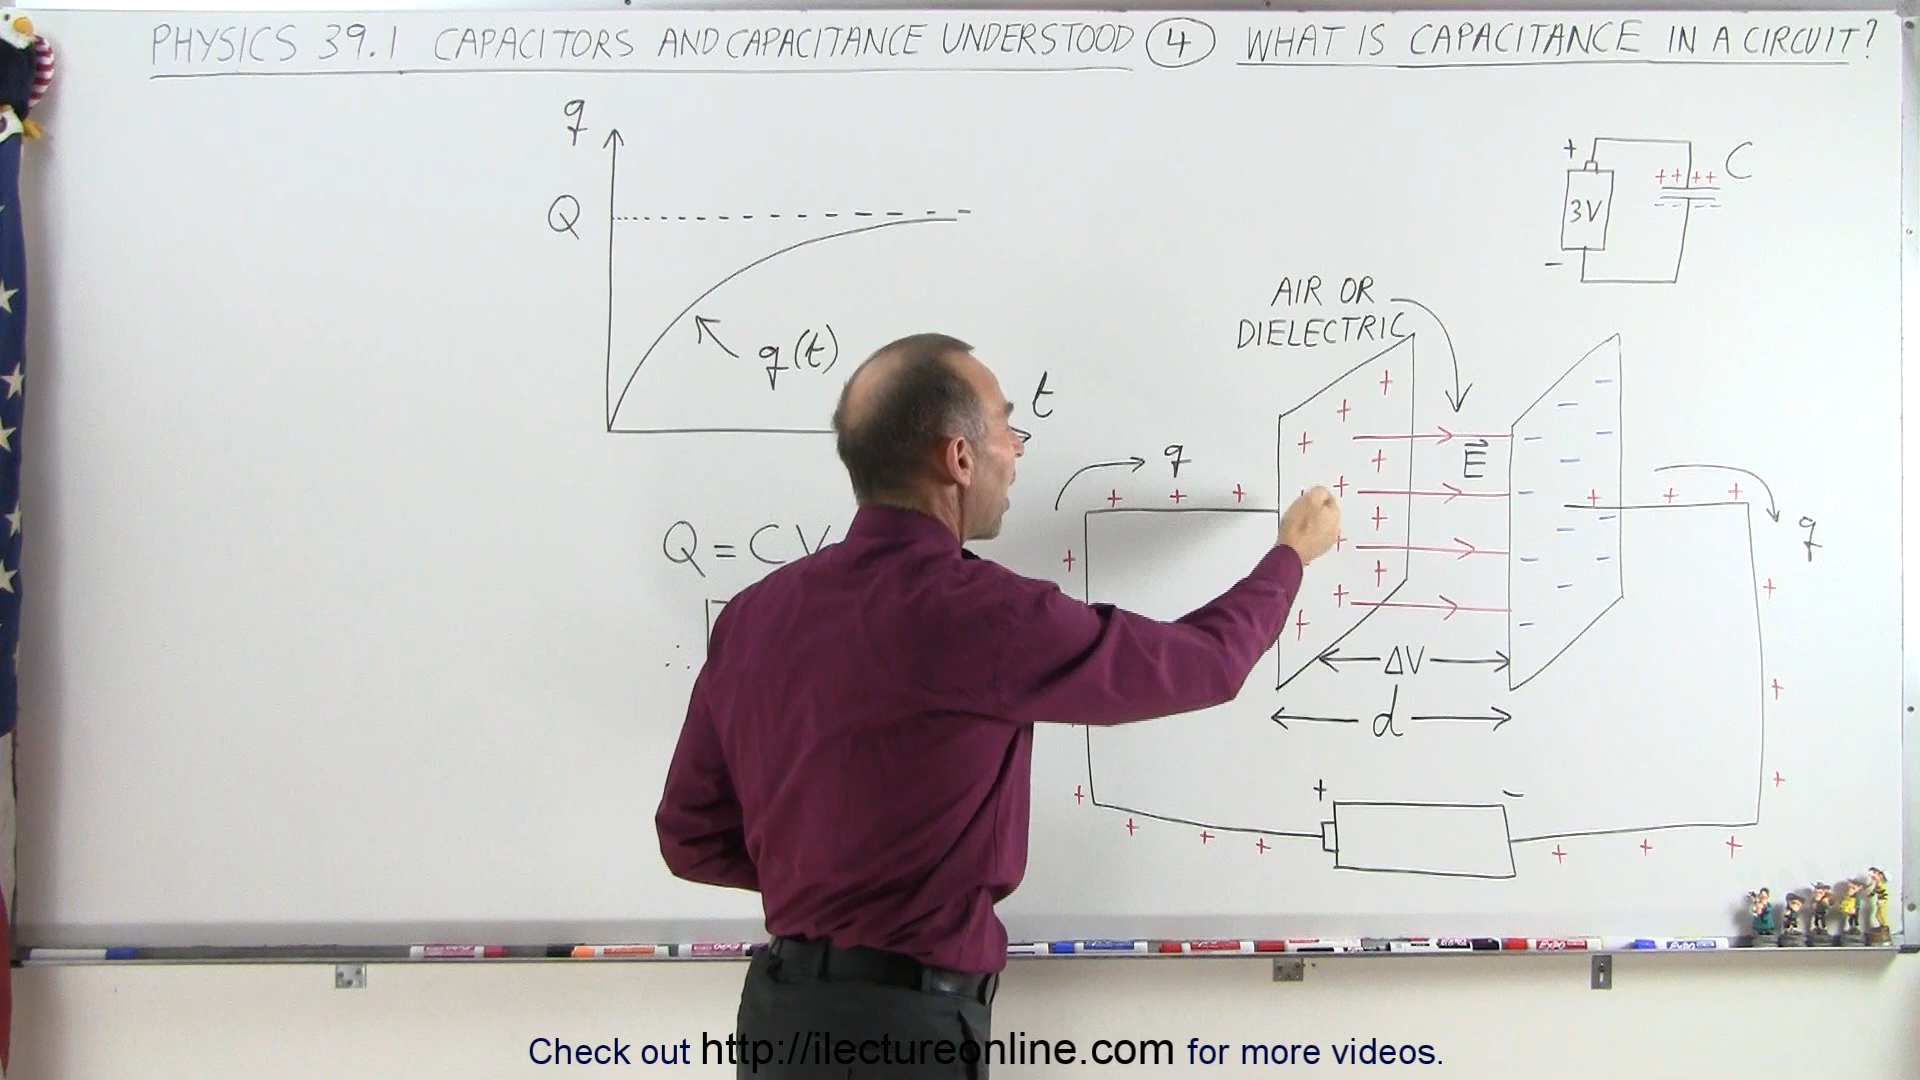 PHYSICS 39.1 CAPACITORS AND CAPACITANCE UNDERSTOOD ④ WHAT IS CAPACITANCE IN A CIRCUIT?
q
Q
q(t)
t
Q = CV
∴
+
3V
-
++++
----
C
AIR OR
DIELECTRIC
E
q
q
ΔV
d
+
-
Check out http://ilectureonline.com for more videos.